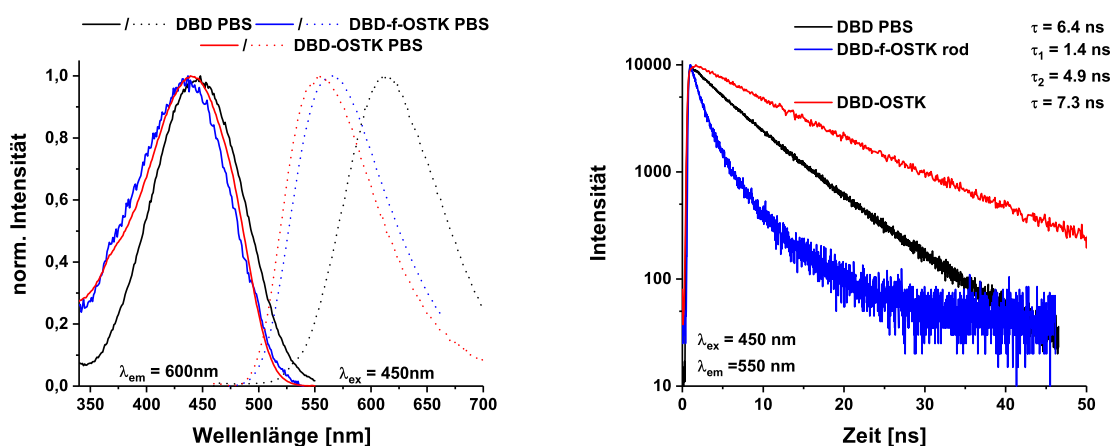 / DBD PBS / DBD-f-OSTK PBS
/ DBD-OSTK PBS
norm. Intensität
1,0
0,8
0,6
0,4
0,2
0,0
λem = 600nm λex = 450nm
350 400 450 500 550 600 650 700
Wellenlänge [nm]
DBD PBS τ = 6.4 ns
DBD-f-OSTK rod τ1 = 1.4 ns
τ2 = 4.9 ns
DBD-OSTK τ = 7.3 ns
Intensität
10000
1000
100
10
λex = 450 nm
λem =550 nm
0 10 20 30 40 50
Zeit [ns]